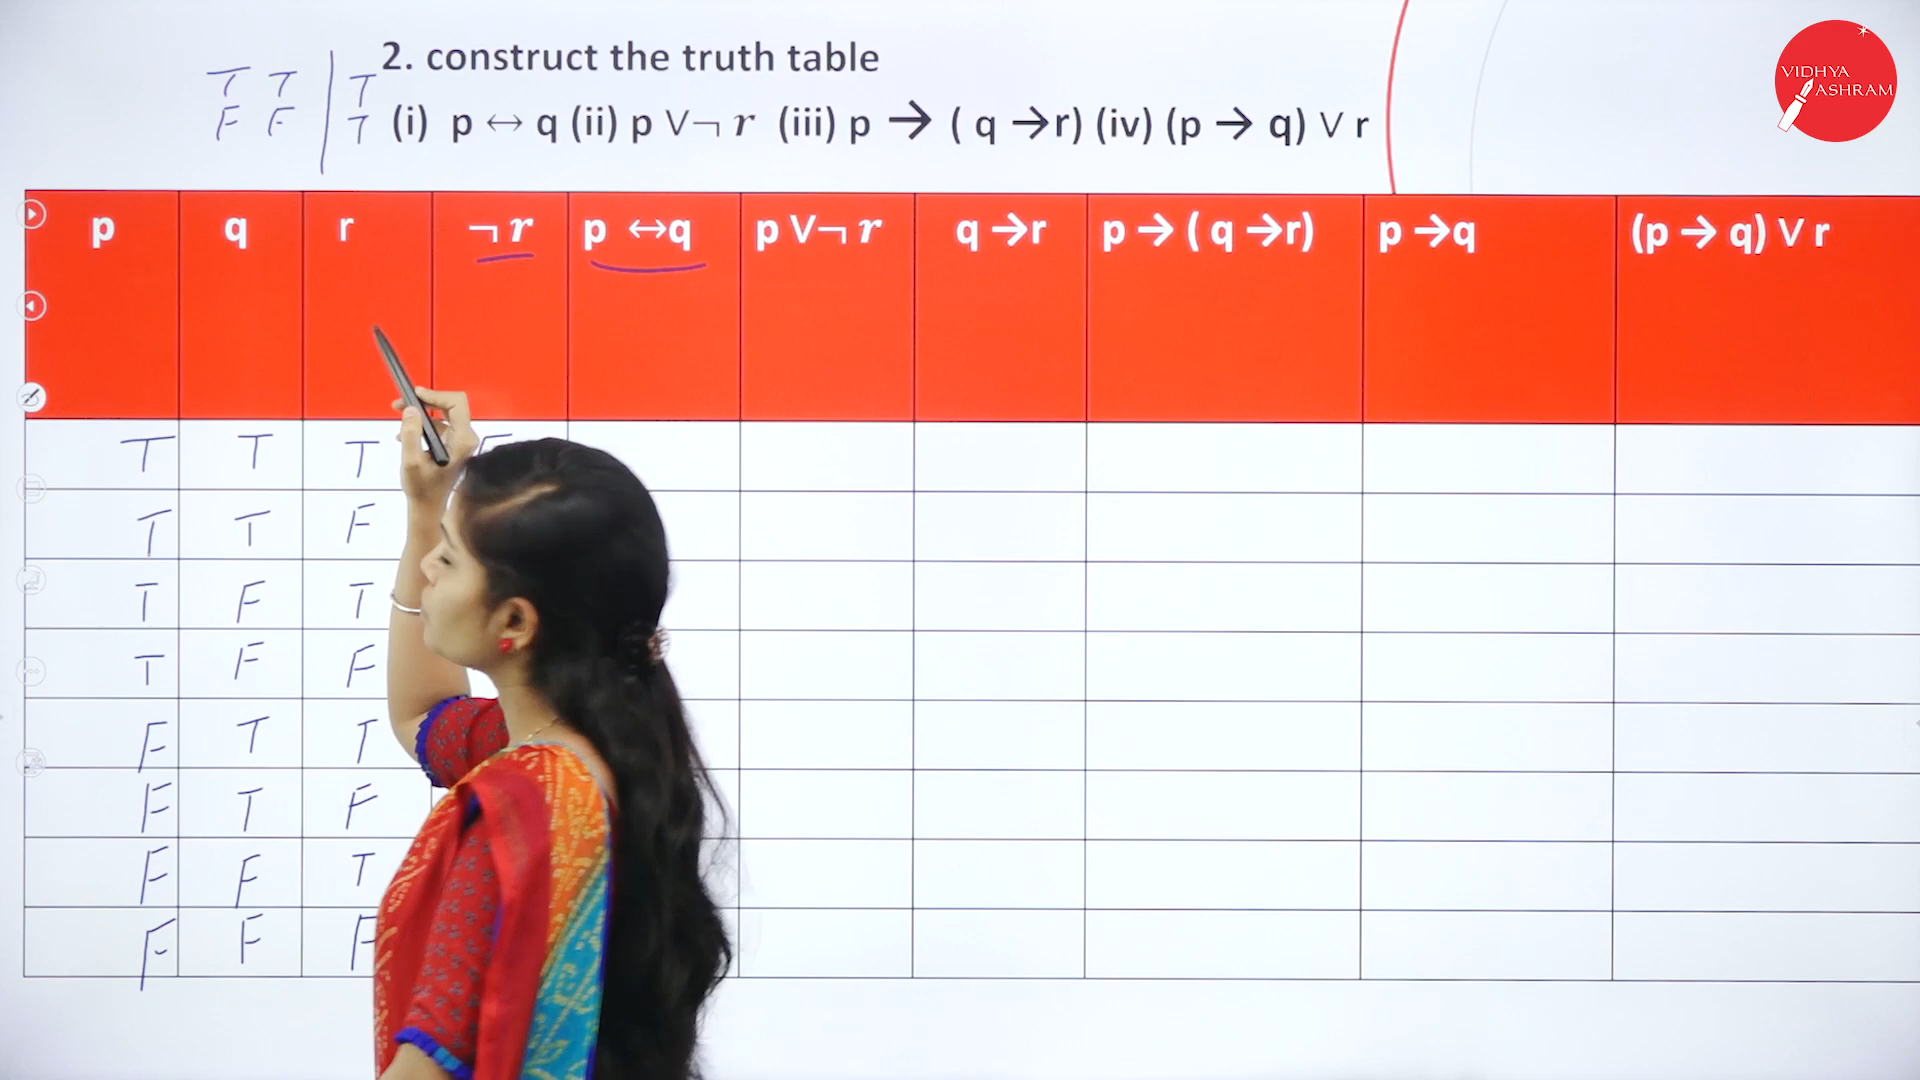 VIDHYA
ASHRAM
2. construct the truth table
T T | T
F F | T
(i) p ↔ q (ii) p ∨¬ r (iii) p → ( q →r) (iv) (p → q) ∨ r
p q r ¬ r p ↔q p ∨¬ r q →r p → ( q →r) p →q (p → q) ∨ r
T T T F
T T F
T F T
T F F
F T T
F T F
F F T
F F F